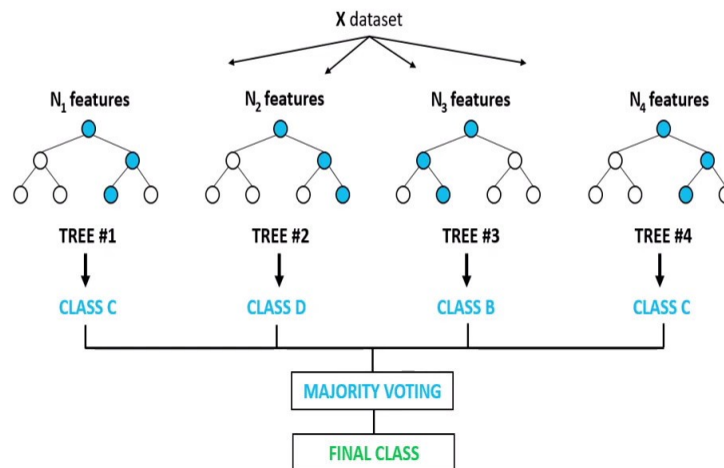 X dataset
N₁ features
N₂ features
N₃ features
N₄ features
TREE #1
TREE #2
TREE #3
TREE #4
CLASS C
CLASS D
CLASS B
CLASS C
MAJORITY VOTING
FINAL CLASS